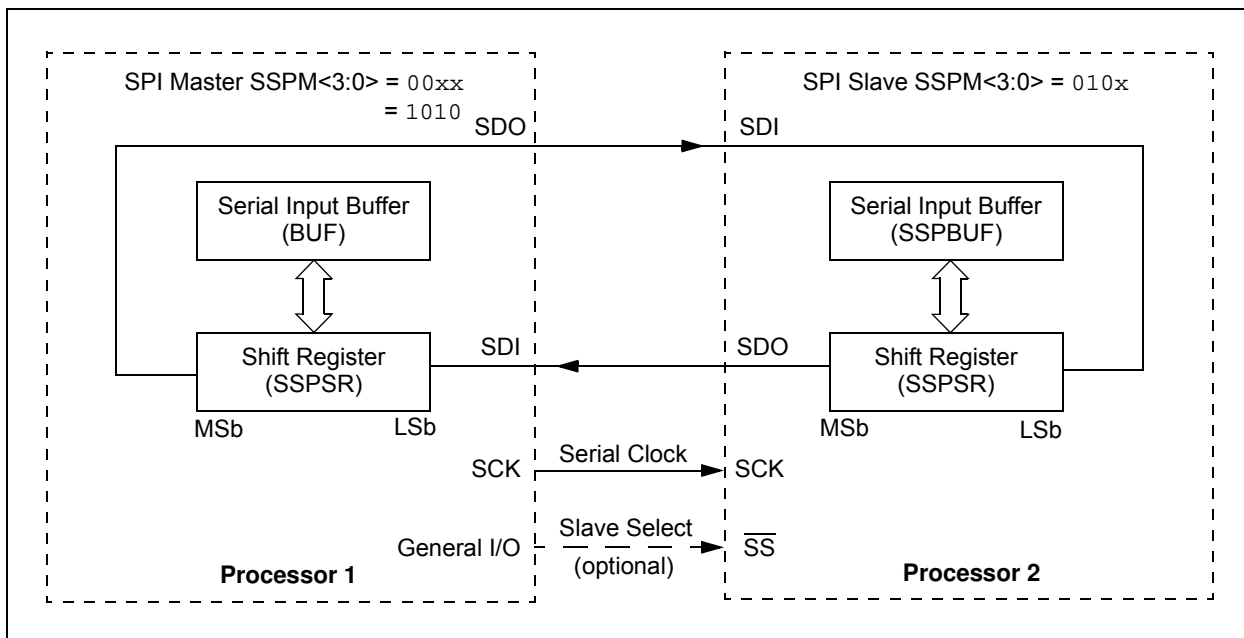 SPI Master SSPM<3:0> = 00xx
= 1010
SDO
Serial Input Buffer
(BUF)
Shift Register
(SSPSR)
MSb
LSb
SDI
SCK
General I/O
Processor 1
Serial Clock
Slave Select
(optional)
SPI Slave SSPM<3:0> = 010x
SDI
Serial Input Buffer
(SSPBUF)
SDO
Shift Register
(SSPSR)
MSb
LSb
SCK
S̅S̅
Processor 2